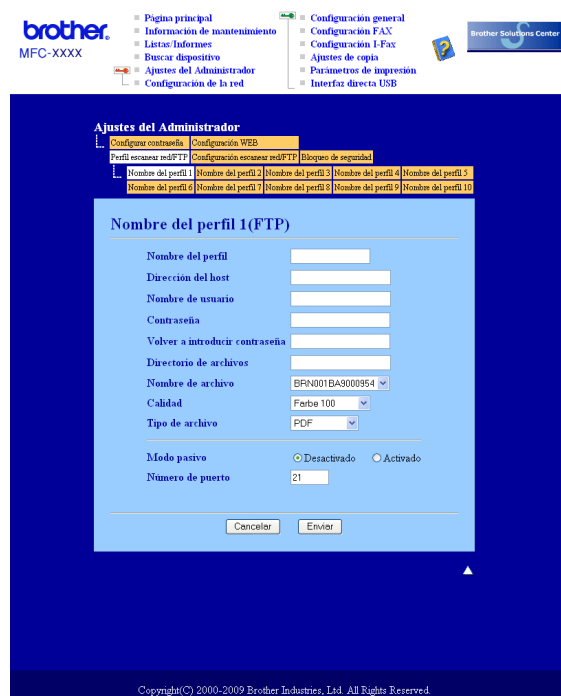 brother.
MFC-XXXX
Página principal
Información de mantenimiento
Listas/Informes
Buscar dispositivo
Ajustes del Administrador
Configuración de la red
Configuración general
Configuración FAX
Configuración I-Fax
Ajustes de copia
Parámetros de impresión
Interfaz directa USB
Brother Solutions Center
Ajustes del Administrador
Configurar contraseña Configuración WEB
Perfil escanear red/FTP Configuración escanear red/FTP Bloqueo de seguridad
Nombre del perfil 1 Nombre del perfil 2 Nombre del perfil 3 Nombre del perfil 4 Nombre del perfil 5
Nombre del perfil 6 Nombre del perfil 7 Nombre del perfil 8 Nombre del perfil 9 Nombre del perfil 10
Nombre del perfil 1(FTP)
Nombre del perfil
Dirección del host
Nombre de usuario
Contraseña
Volver a introducir contraseña
Directorio de archivos
Nombre de archivo BRN001BA9000954
Calidad Farbe 100
Tipo de archivo PDF
Modo pasivo Desactivado Activado
Número de puerto 21
Cancelar Enviar
Copyright(C) 2000-2009 Brother Industries, Ltd. All Rights Reserved.